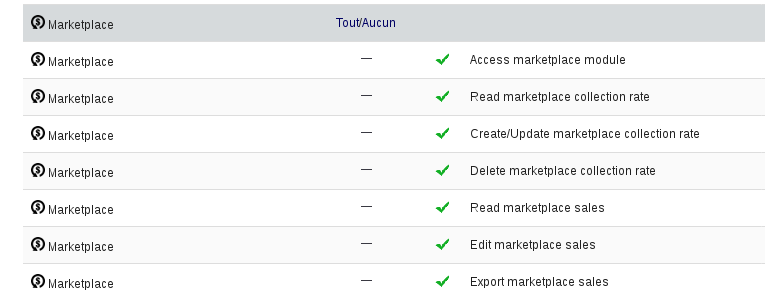 Marketplace Tout/Aucun
Marketplace — Access marketplace module
Marketplace — Read marketplace collection rate
Marketplace — Create/Update marketplace collection rate
Marketplace — Delete marketplace collection rate
Marketplace — Read marketplace sales
Marketplace — Edit marketplace sales
Marketplace — Export marketplace sales